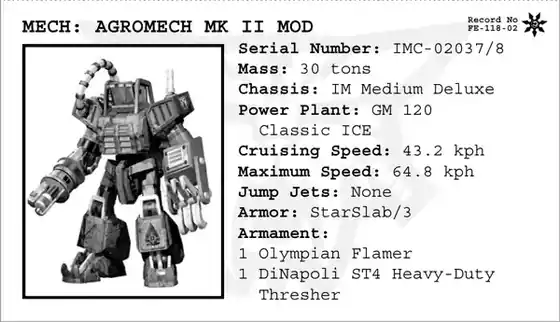 MECH: AGROMECH MK II MOD
Record No
FE-118-02
Serial Number: IMC-02037/8
Mass: 30 tons
Chassis: IM Medium Deluxe
Power Plant: GM 120
Classic ICE
Cruising Speed: 43.2 kph
Maximum Speed: 64.8 kph
Jump Jets: None
Armor: StarSlab/3
Armament:
1 Olympian Flamer
1 DiNapoli ST4 Heavy-Duty
Thresher